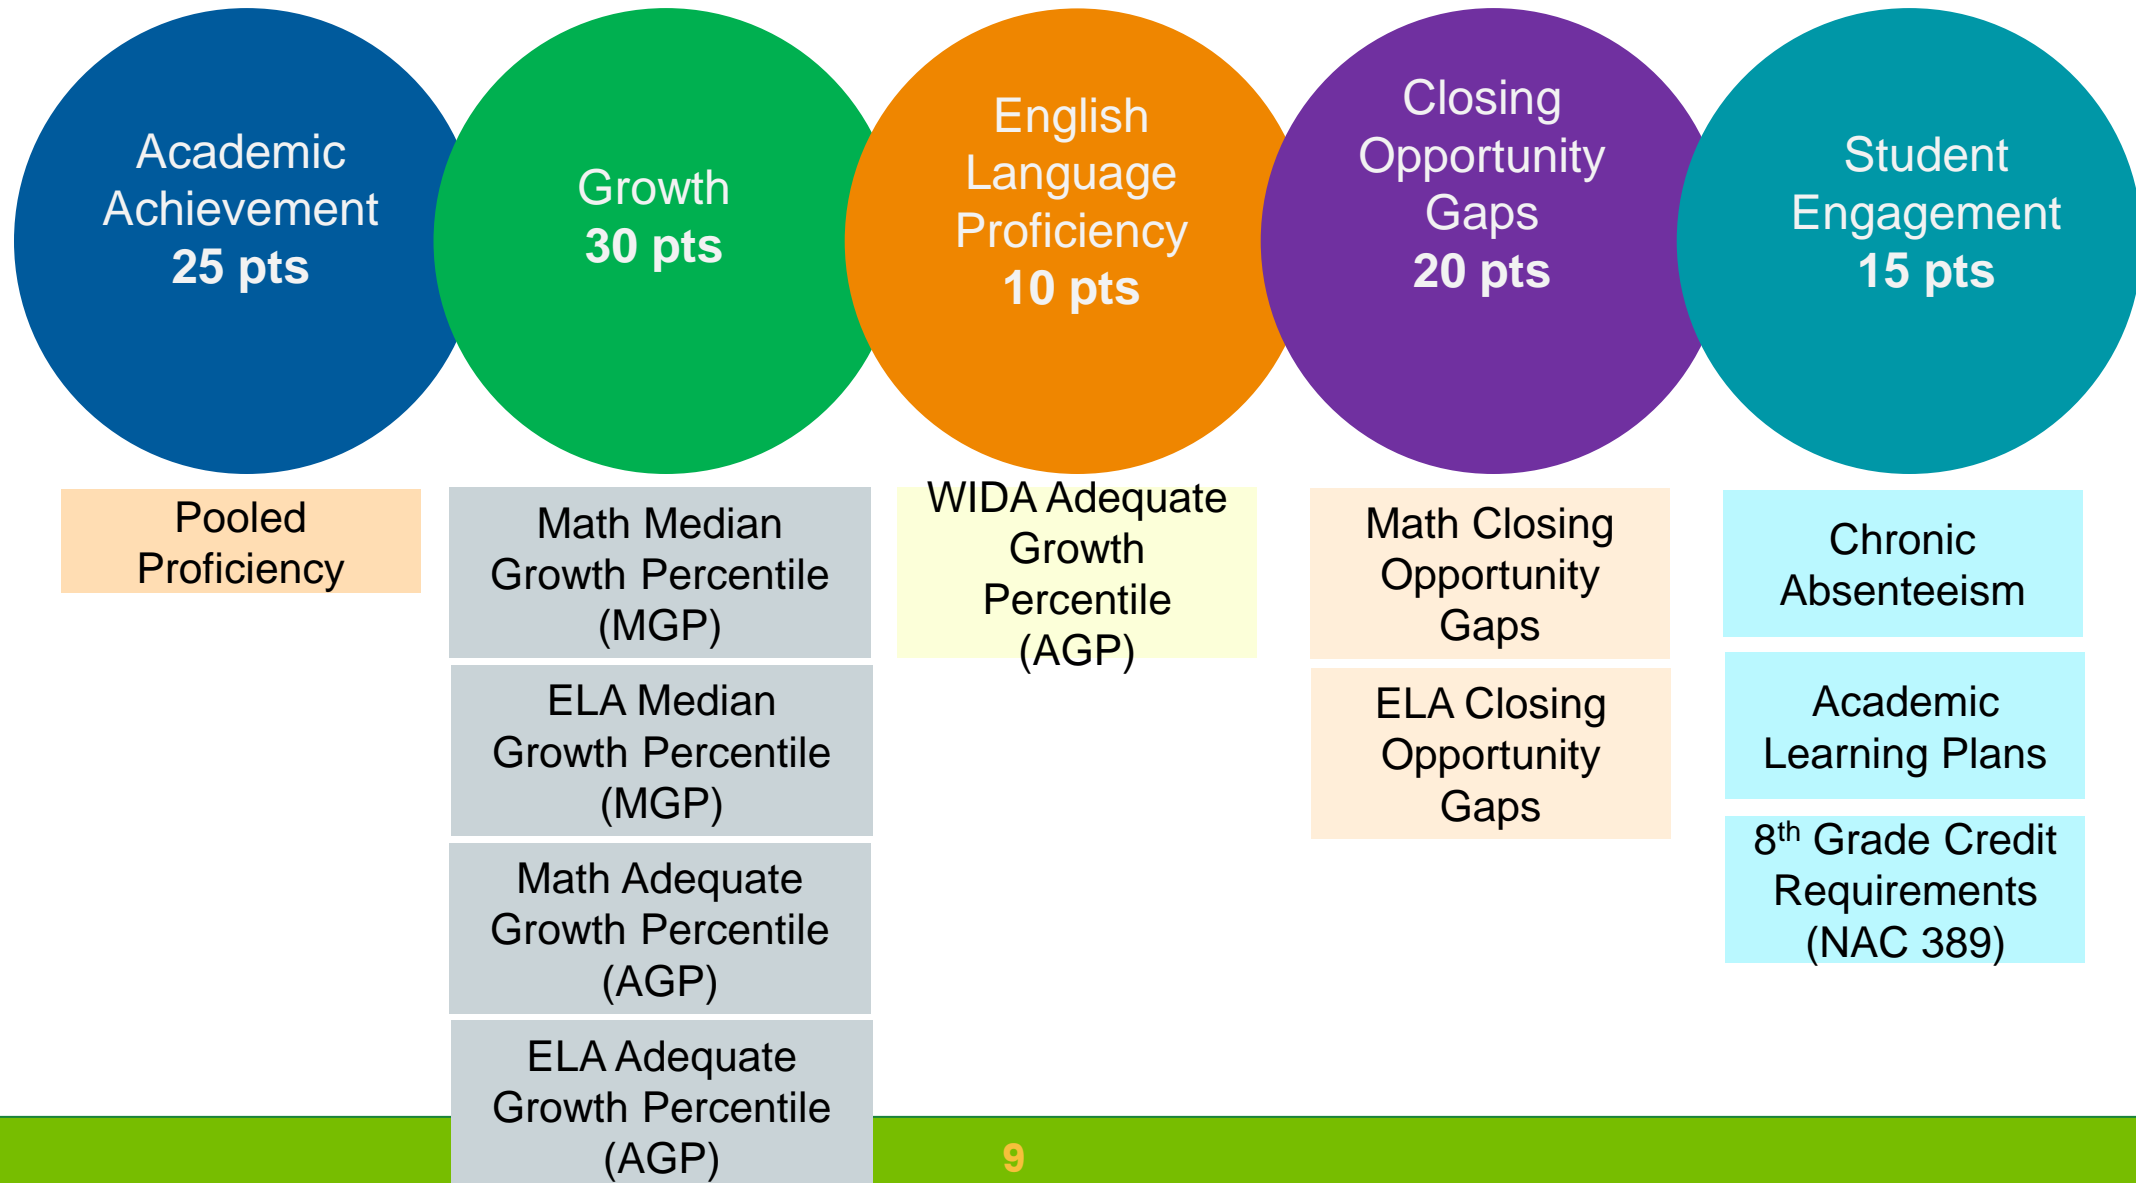 Academic
Achievement
25 pts
Growth
30 pts
English
Language
Proficiency
10 pts
Closing
Opportunity
Gaps
20 pts
Student
Engagement
15 pts
Pooled
Proficiency
Math Median
Growth Percentile
(MGP)
ELA Median
Growth Percentile
(MGP)
Math Adequate
Growth Percentile
(AGP)
ELA Adequate
Growth Percentile
(AGP)
WIDA Adequate
Growth
Percentile
(AGP)
Math Closing
Opportunity
Gaps
ELA Closing
Opportunity
Gaps
Chronic
Absenteeism
Academic
Learning Plans
8th Grade Credit
Requirements
(NAC 389)
9